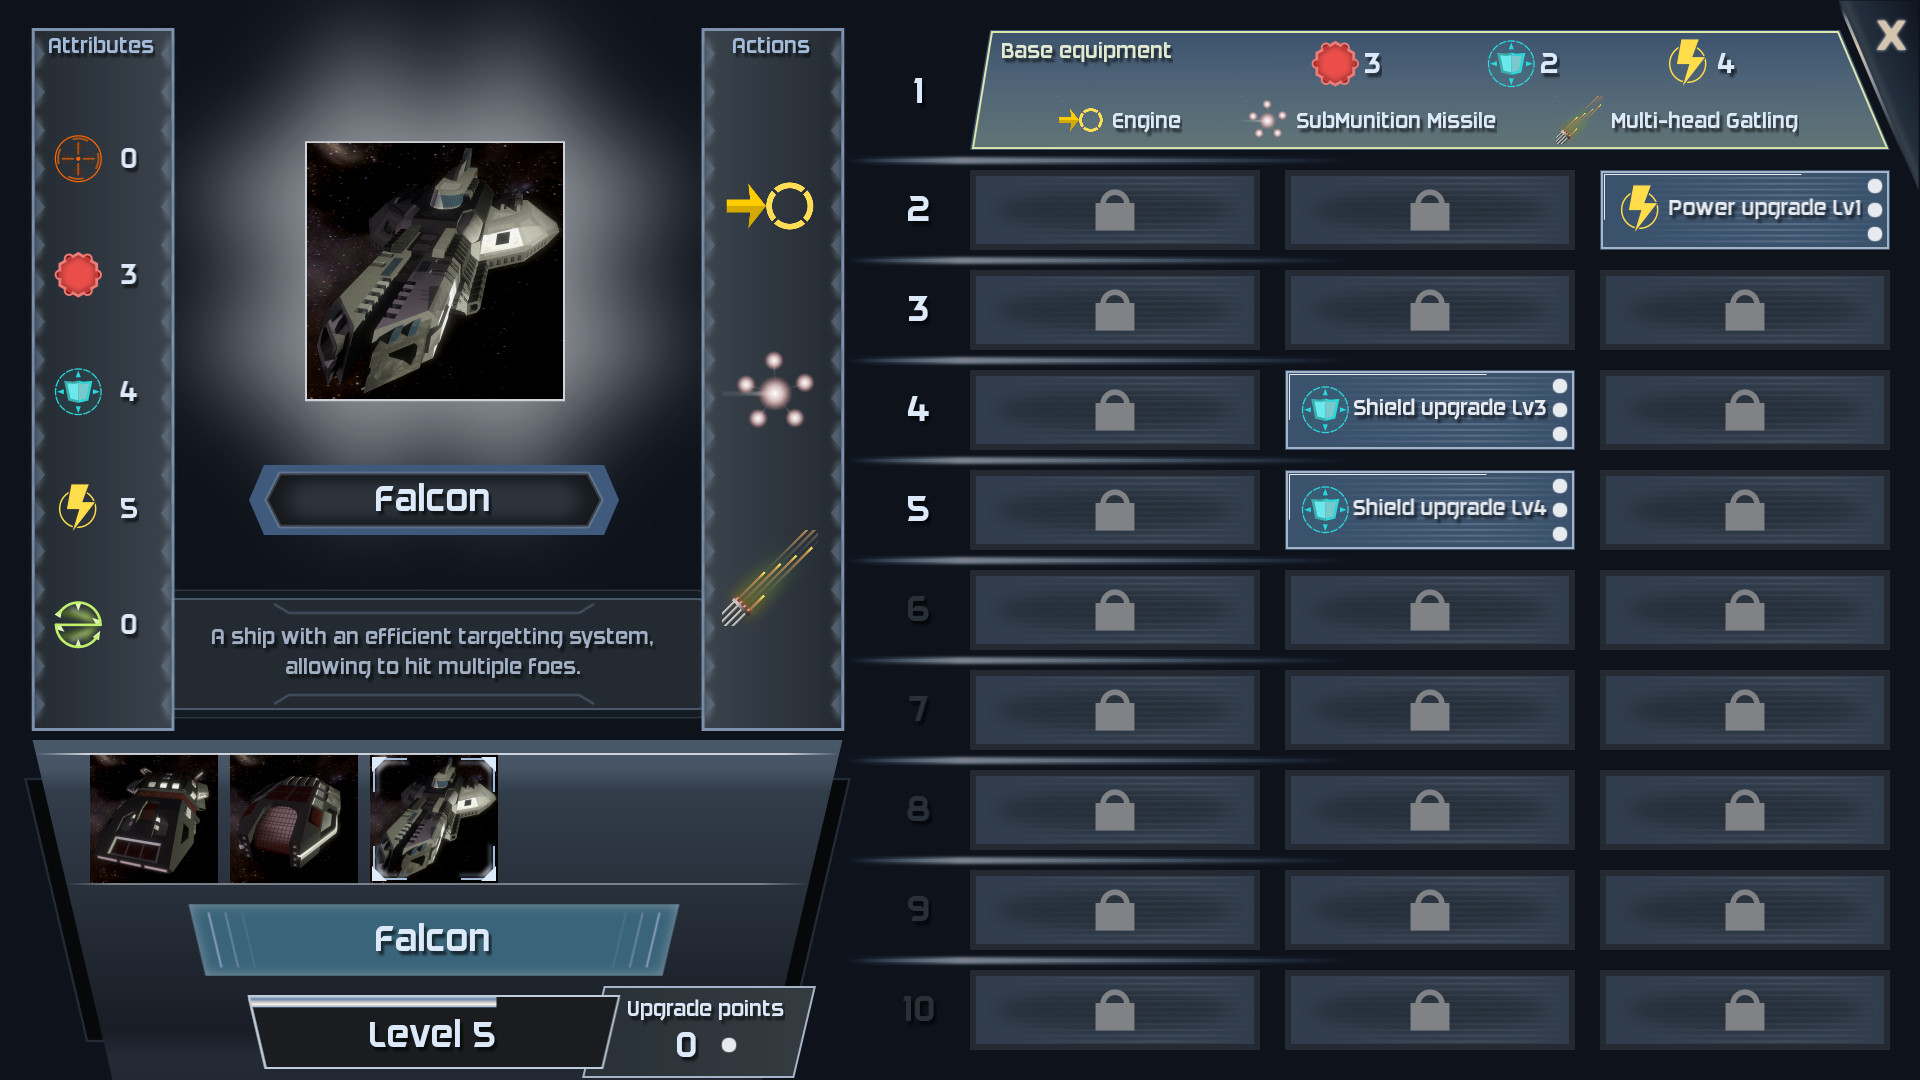 Attributes
0
3
4
5
0
Falcon
A ship with an efficient targetting system,
allowing to hit multiple foes.
Actions
Falcon
Level 5
Upgrade points
0
X
1
Base equipment
3
2
4
Engine
SubMunition Missile
Multi-head Gatling
2
Power upgrade Lv1
3
4
Shield upgrade Lv3
5
Shield upgrade Lv4
6
7
8
9
10